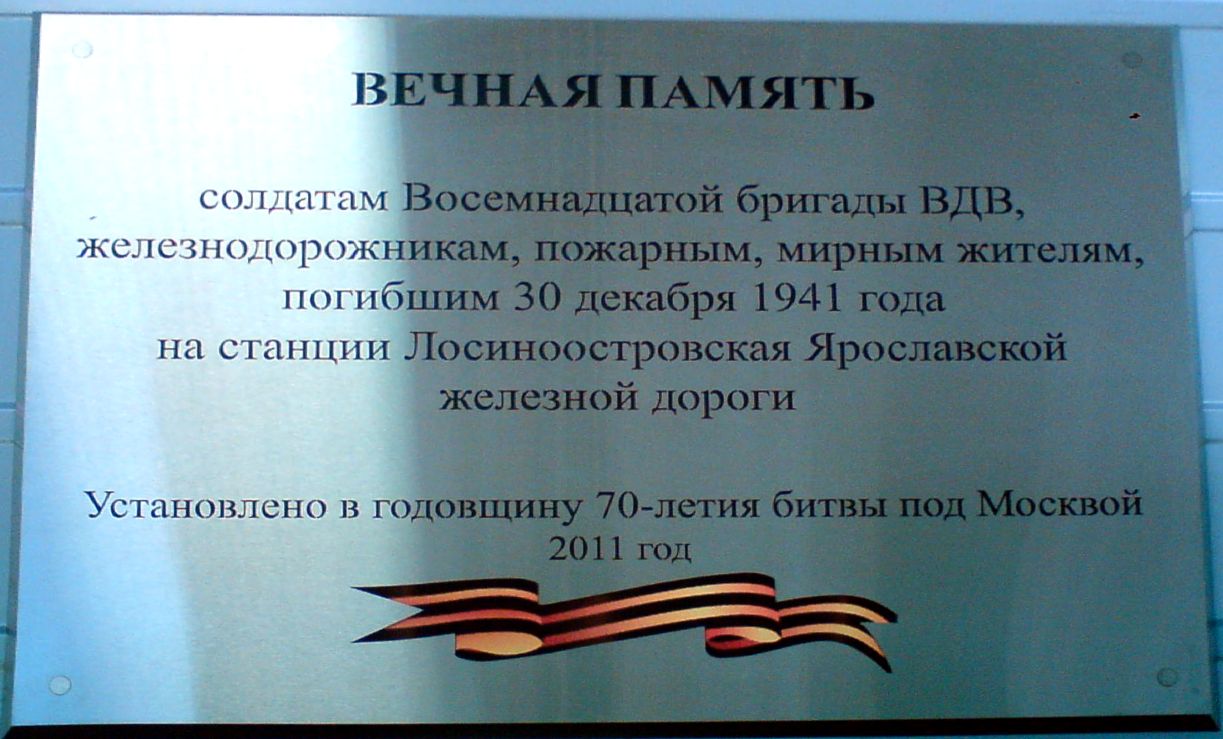 ВЕЧНАЯ ПАМЯТЬ
солдатам Восемнадцатой бригады ВДВ,
железнодорожникам, пожарным, мирным жителям,
погибшим 30 декабря 1941 года
на станции Лосиноостровская Ярославской
железной дороги
Установлено в годовщину 70-летия битвы под Москвой
2011 год